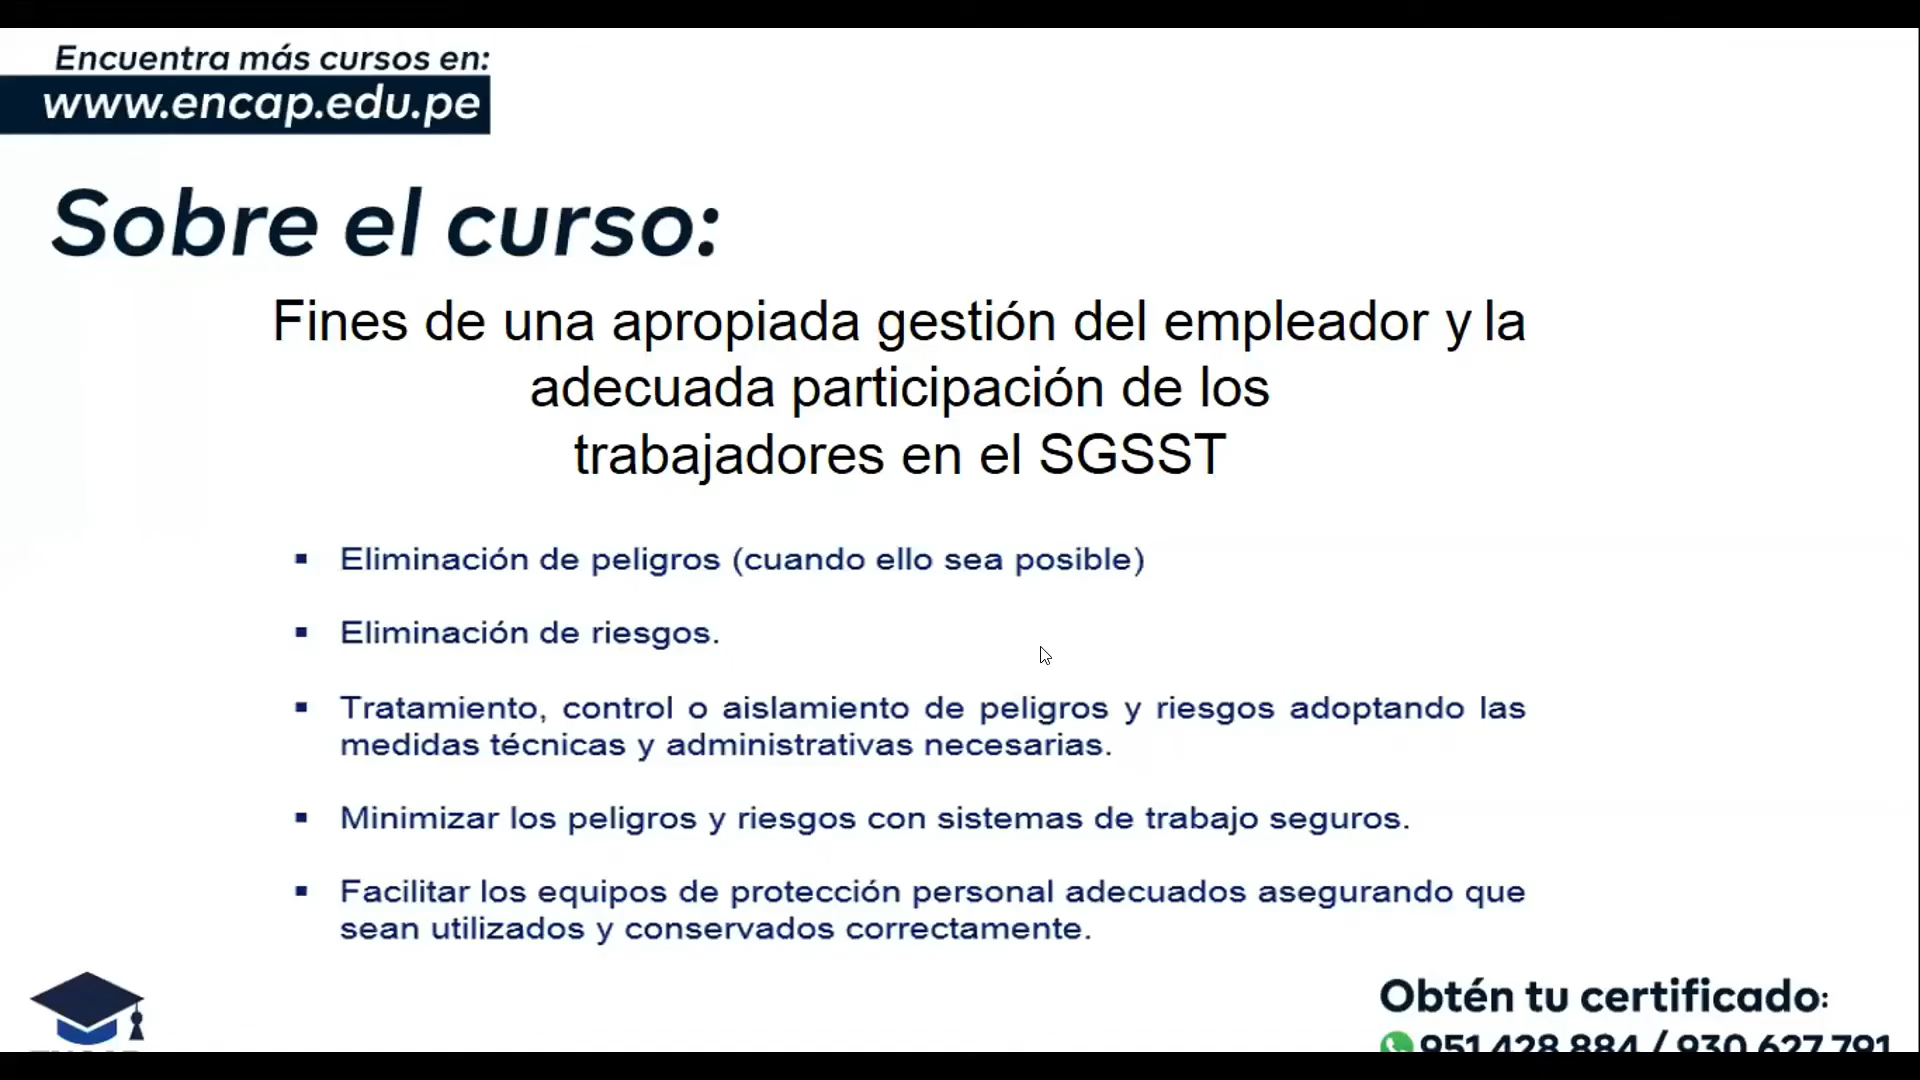 Encuentra más cursos en:
www.encap.edu.pe
Sobre el curso:
Fines de una apropiada gestión del empleador y la
adecuada participación de los
trabajadores en el SGSST
▪ Eliminación de peligros (cuando ello sea posible)
▪ Eliminación de riesgos.
▪ Tratamiento, control o aislamiento de peligros y riesgos adoptando las
medidas técnicas y administrativas necesarias.
▪ Minimizar los peligros y riesgos con sistemas de trabajo seguros.
▪ Facilitar los equipos de protección personal adecuados asegurando que
sean utilizados y conservados correctamente.
Obtén tu certificado:
951 428 884 / 930 627 791